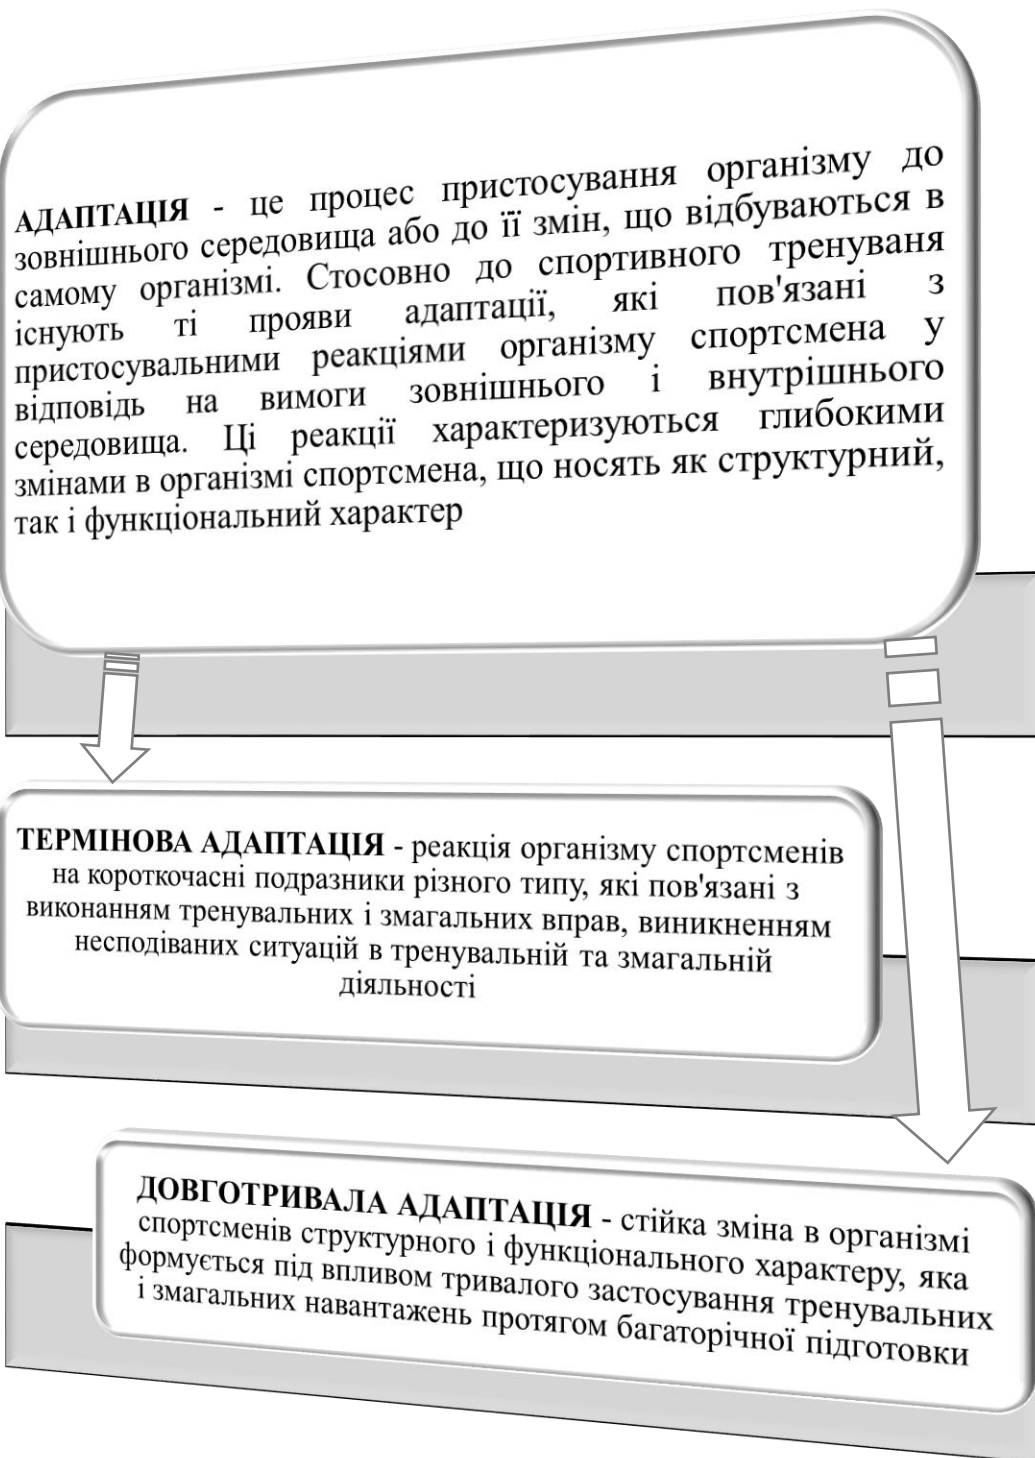 АДАПТАЦІЯ - це процес пристосування організму до
зовнішнього середовища або до її змін, що відбуваються в
самому організмі. Стосовно до спортивного тренуваня
існують ті прояви адаптації, які пов'язані з
пристосувальними реакціями організму спортсмена у
відповідь на вимоги зовнішнього і внутрішнього
середовища. Ці реакції характеризуються глибокими
змінами в організмі спортсмена, що носять як структурний,
так і функціональний характер
ТЕРМІНОВА АДАПТАЦІЯ - реакція організму спортсменів
на короткочасні подразники різного типу, які пов'язані з
виконанням тренувальних і змагальних вправ, виникненням
несподіваних ситуацій в тренувальній та змагальній
діяльності
ДОВГОТРИВАЛА АДАПТАЦІЯ - стійка зміна в організмі
спортсменів структурного і функціонального характеру, яка
формується під впливом тривалого застосування тренувальних
і змагальних навантажень протягом багаторічної підготовки